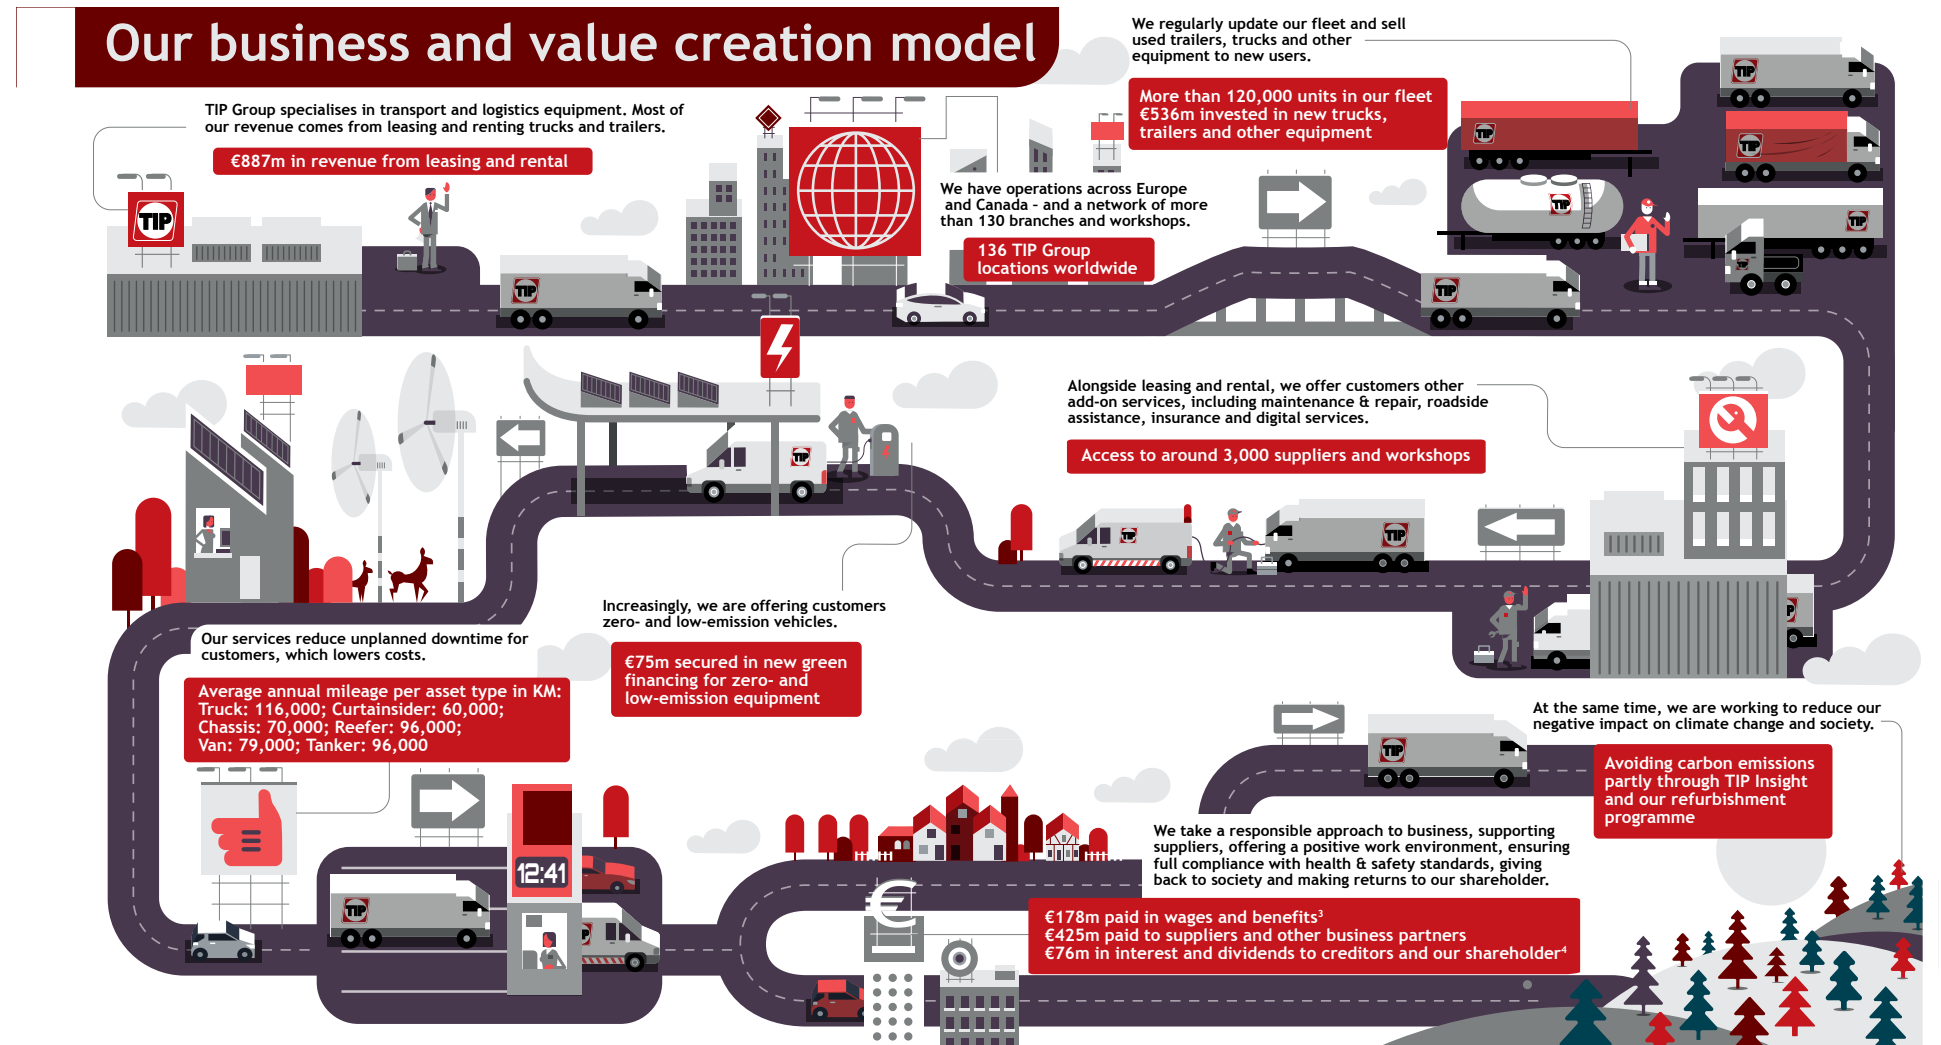 Our business and value creation model
TIP Group specialises in transport and logistics equipment. Most of
our revenue comes from leasing and renting trucks and trailers.
€887m in revenue from leasing and rental
TIP
TIP
We have operations across Europe
and Canada - and a network of more
than 130 branches and workshops.
136 TIP Group
locations worldwide
We regularly update our fleet and sell
used trailers, trucks and other
equipment to new users.
More than 120,000 units in our fleet
€536m invested in new trucks,
trailers and other equipment
TIP
TIP
TIP
TIP
TIP
TIP
TIP
Alongside leasing and rental, we offer customers other
add-on services, including maintenance & repair, roadside
assistance, insurance and digital services.
Access to around 3,000 suppliers and workshops
TIP
TIP
P
TIP
Increasingly, we are offering customers
zero- and low-emission vehicles.
€75m secured in new green
financing for zero- and
low-emission equipment
Our services reduce unplanned downtime for
customers, which lowers costs.
Average annual mileage per asset type in KM:
Truck: 116,000; Curtainsider: 60,000;
Chassis: 70,000; Reefer: 96,000;
Van: 79,000; Tanker: 96,000
12:41
TIP
P
We take a responsible approach to business, supporting
suppliers, offering a positive work environment, ensuring
full compliance with health & safety standards, giving
back to society and making returns to our shareholder.
€
€178m paid in wages and benefits³
€425m paid to suppliers and other business partners
€76m in interest and dividends to creditors and our shareholder⁴
TIP
At the same time, we are working to reduce our
negative impact on climate change and society.
Avoiding carbon emissions
partly through TIP Insight
and our refurbishment
programme